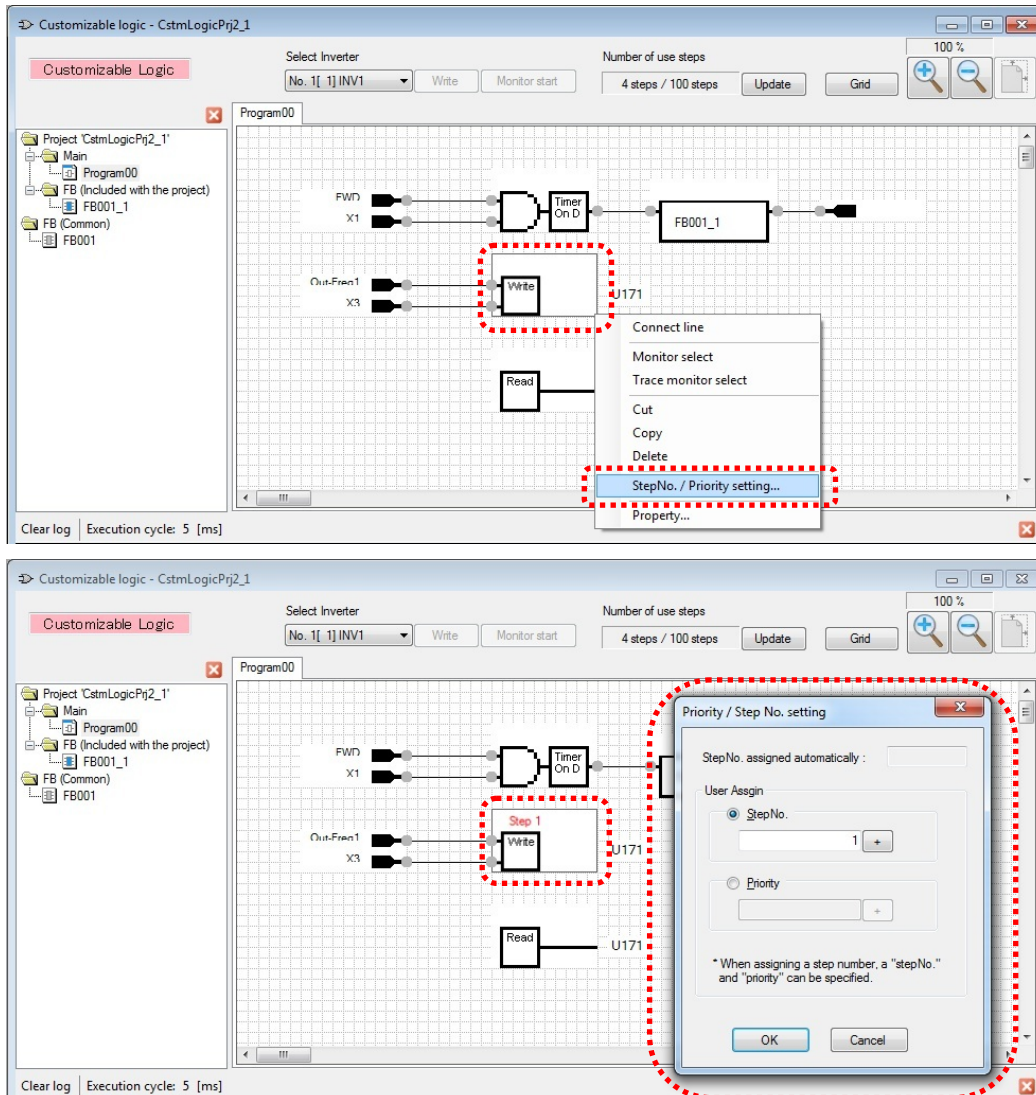 Customizable logic - CstmLogicPrj2_1
Customizable Logic
Select Inverter
No. 1[ 1] INV1
Write
Monitor start
Number of use steps
4 steps / 100 steps
Update
Grid
100 %
Program00
Project 'CstmLogicPrj2_1'
Main
Program00
FB (Included with the project)
FB001_1
FB (Common)
FB001
FWD
X1
Timer
On D
FB001_1
Out-Freq1
X3
Write
U171
Read
Connect line
Monitor select
Trace monitor select
Cut
Copy
Delete
StepNo. / Priority setting...
Property...
Clear log
Execution cycle: 5 [ms]
Customizable logic - CstmLogicPrj2_1
Customizable Logic
Select Inverter
No. 1[ 1] INV1
Write
Monitor start
Number of use steps
4 steps / 100 steps
Update
Grid
100 %
Program00
Project 'CstmLogicPrj2_1'
Main
Program00
FB (Included with the project)
FB001_1
FB (Common)
FB001
FWD
X1
Timer
On D
Step 1
Out-Freq1
X3
Write
U171
Read
U171
Priority / Step No. setting
StepNo. assigned automatically :
User Assgin
StepNo.
1
+
Priority
+
* When assigning a step number, a "stepNo."
and "priority" can be specified.
OK
Cancel
Clear log
Execution cycle: 5 [ms]